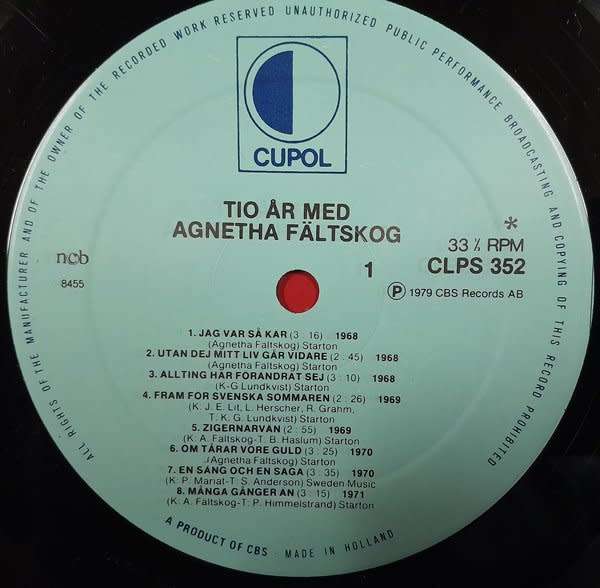 ALL RIGHTS OF THE MANUFACTURER AND OF THE OWNER OF THE RECORDED WORK RESERVED UNAUTHORIZED PUBLIC PERFORMANCE BROADCASTING AND COPYING OF THIS RECORD PROHIBITED
CUPOL
TIO ÅR MED
AGNETHA FÄLTSKOG
*
33⅓ RPM
CLPS 352
ncb
8455
1
Ⓟ 1979 CBS Records AB
1. JAG VAR SÅ KÄR (3 : 16) 1968
(Agnetha Fältskog) Starton
2. UTAN DEJ MITT LIV GÅR VIDARE (2 : 45) 1968
(Agnetha Fältskog) Starton
3. ALLTING HAR FÖRÄNDRAT SEJ (3 : 10) 1968
(K-G Lundkvist) Starton
4. FRAM FÖR SVENSKA SOMMAREN (2 : 26) 1969
(K. J. E. Lit, L. Herscher, R. Grahm,
T. K. G. Lundkvist) Starton
5. ZIGERNARVÄN (2 : 55) 1969
(K. A. Fältskog-T. B. Haslum) Starton
6. OM TÅRAR VORE GULD (3 : 25) 1970
(Agnetha Fältskog) Starton
7. EN SÅNG OCH EN SAGA (3 : 35) 1970
(K. P. Mariat-T. S. Anderson) Sweden Music
8. MÅNGA GÅNGER ÄN (3 : 15) 1971
(K. A. Fältskog-T. P. Himmelstrand) Starton
A PRODUCT OF CBS · MADE IN HOLLAND